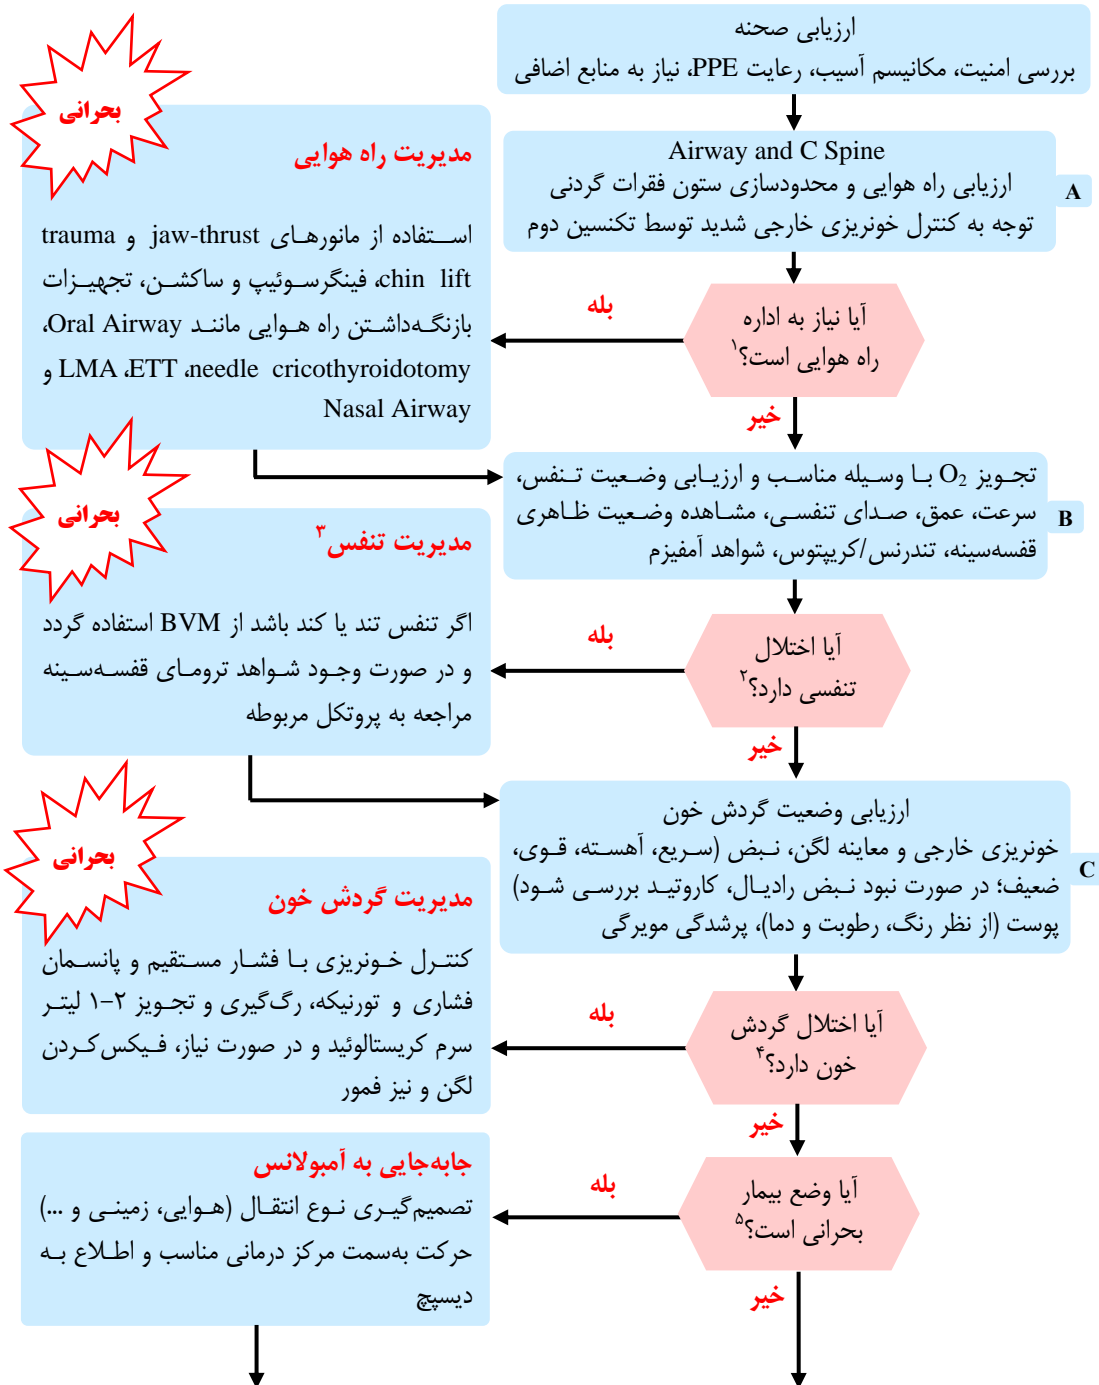 ارزیابی صحنه
بررسی امنیت، مکانیسم آسیب، رعایت PPE، نیاز به منابع اضافی
Airway and C Spine
ارزیابی راه هوایی و محدودسازی ستون فقرات گردنی
توجه به کنترل خونریزی خارجی شدید توسط تکنسین دوم
A
آیا نیاز به اداره
راه هوایی است؟۱
بله
خیر
بحرانی
مدیریت راه هوایی
استفاده از مانورهای jaw-thrust و trauma
chin lift، فینگرسوئیپ و ساکشن، تجهیزات
بازنگه‌داشتن راه هوایی مانند Oral Airway،
needle cricothyroidotomy، ETT، LMA و
Nasal Airway
تجویز O2 با وسیله مناسب و ارزیابی وضعیت تنفس،
سرعت، عمق، صدای تنفسی، مشاهده وضعیت ظاهری
قفسه‌سینه، تندرنس/کریپتوس، شواهد آمفیزم
B
آیا اختلال
تنفسی دارد؟۲
بله
خیر
بحرانی
مدیریت تنفس۳
اگر تنفس تند یا کند باشد از BVM استفاده گردد
و در صورت وجود شواهد ترومای قفسه‌سینه
مراجعه به پروتکل مربوطه
ارزیابی وضعیت گردش خون
خونریزی خارجی و معاینه لگن، نبض (سریع، آهسته، قوی،
ضعیف؛ در صورت نبود نبض رادیال، کاروتید بررسی شود)
پوست (از نظر رنگ، رطوبت و دما)، پرشدگی مویرگی
C
آیا اختلال گردش
خون دارد؟۴
بله
خیر
بحرانی
مدیریت گردش خون
کنترل خونریزی با فشار مستقیم و پانسمان
فشاری و تورنیکه، رگ‌گیری و تجویز ۲–۱ لیتر
سرم کریستالوئید و در صورت نیاز، فیکس‌کردن
لگن و نیز فمور
آیا وضع بیمار
بحرانی است؟۵
بله
خیر
جابه‌جایی به آمبولانس
تصمیم‌گیری نوع انتقال (هوایی، زمینی و ...)
حرکت به‌سمت مرکز درمانی مناسب و اطلاع به
دیسپچ